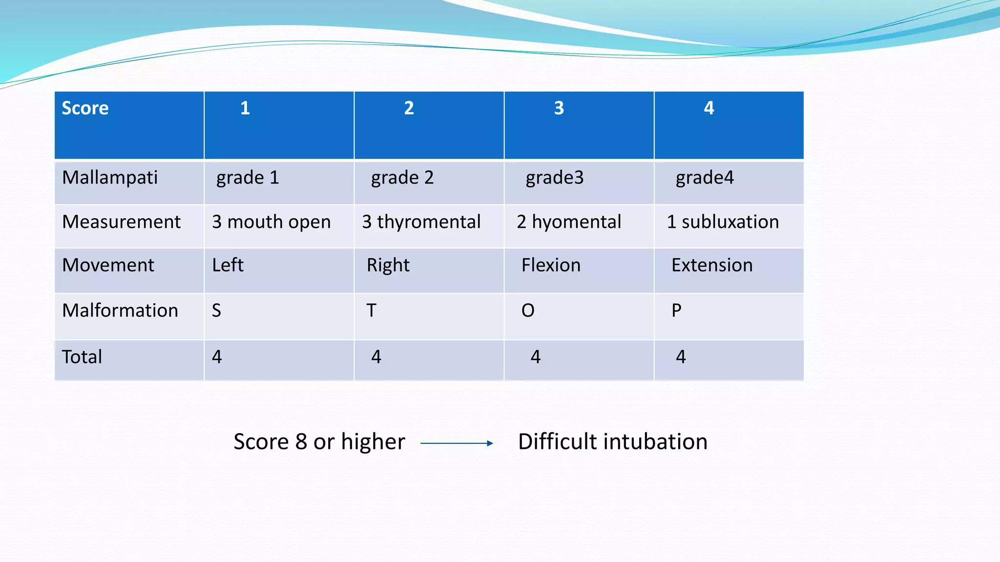 Score 1 2 3 4
Mallampati grade 1 grade 2 grade3 grade4
Measurement 3 mouth open 3 thyromental 2 hyomental 1 subluxation
Movement Left Right Flexion Extension
Malformation S T O P
Total 4 4 4 4
Score 8 or higher Difficult intubation